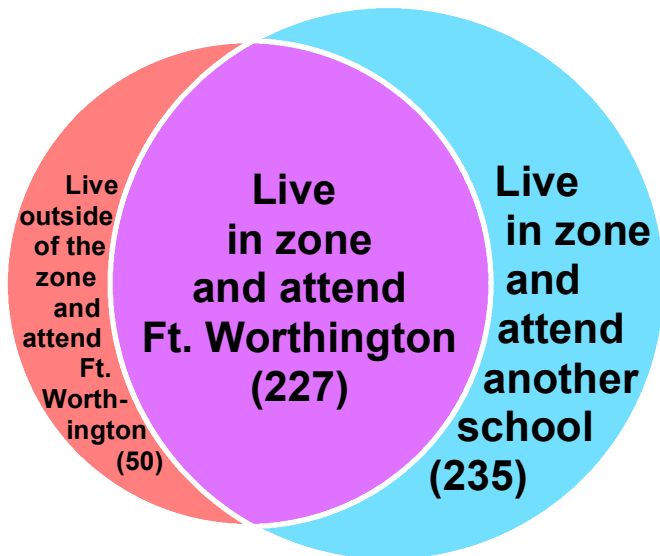 Live
outside
of the
zone
and
attend
Ft.
Worth-
ington
(50)
Live
in zone
and attend
Ft. Worthington
(227)
Live
in zone
and
attend
another
school
(235)